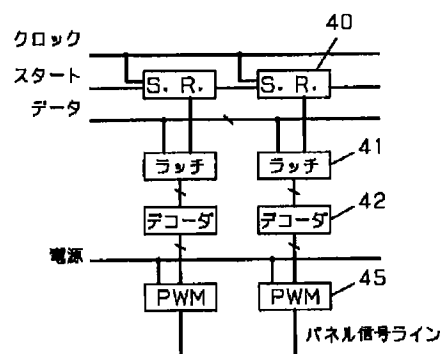 クロック
スタート
データ
40
S. R.
S. R.
ラッチ
ラッチ
41
デコーダ
デコーダ
42
電源
PWM
PWM
45
パネル信号ライン